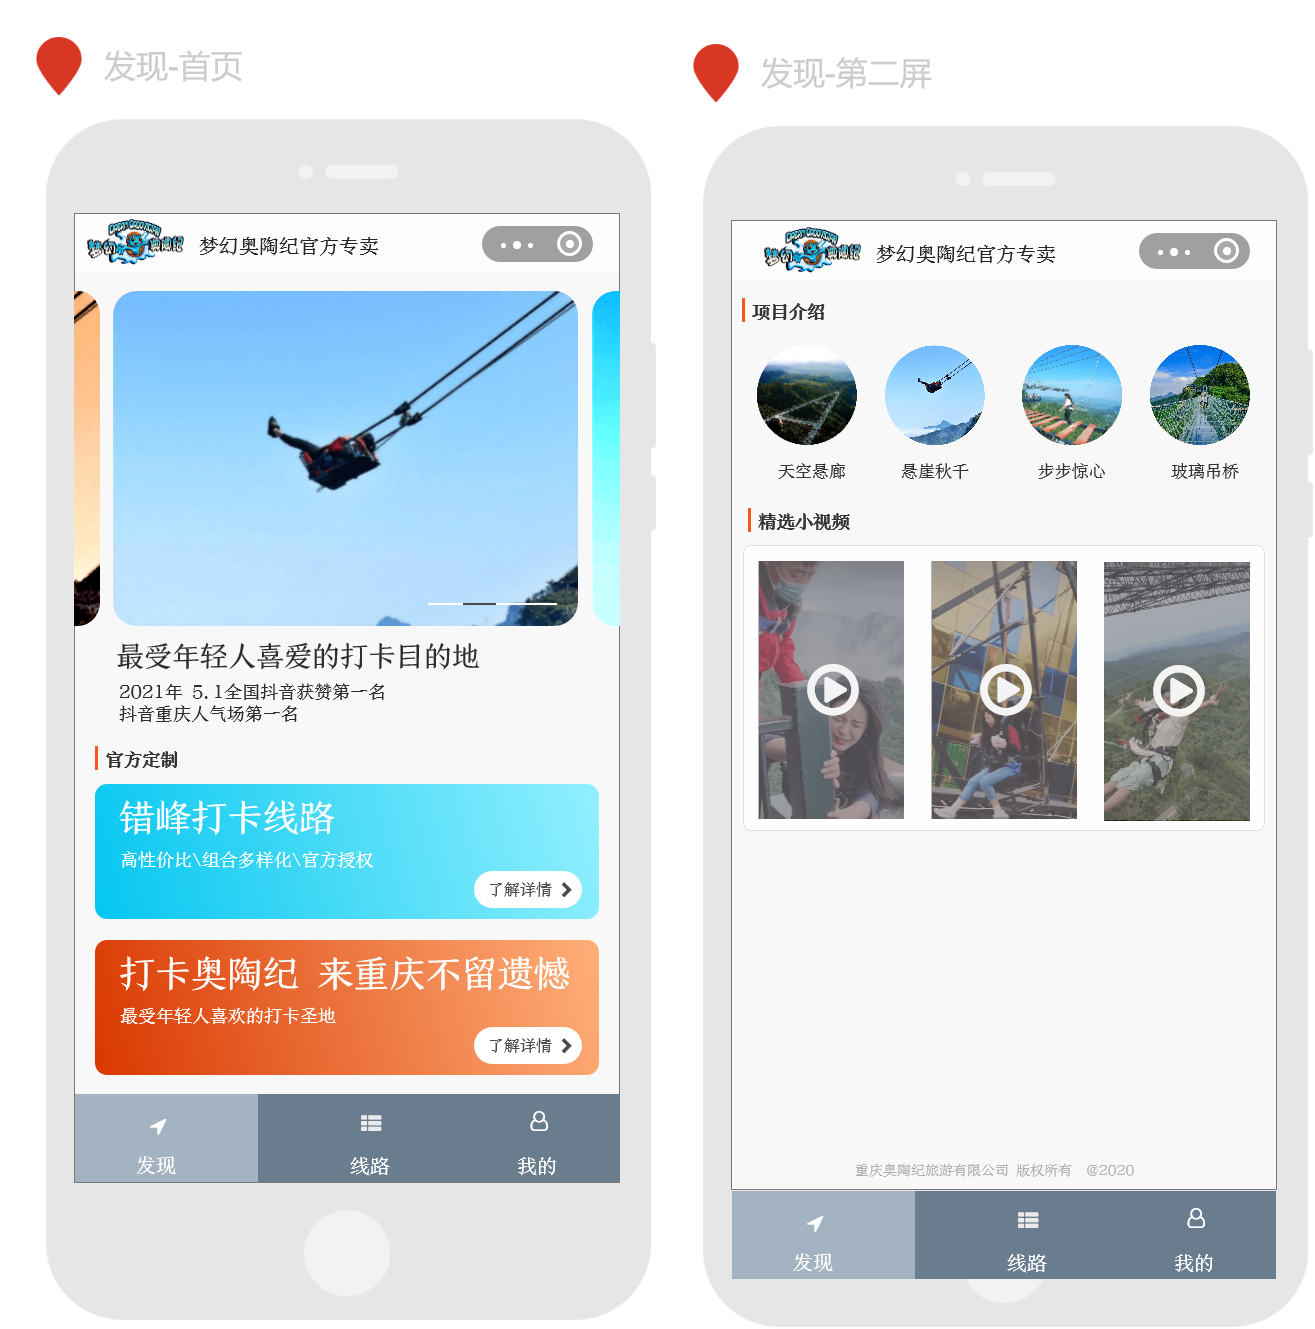 发现-首页
梦幻奥陶纪官方专卖
最受年轻人喜爱的打卡目的地
2021年 5.1全国抖音获赞第一名
抖音重庆人气场第一名
官方定制
错峰打卡线路
高性价比\组合多样化\官方授权
了解详情
打卡奥陶纪 来重庆不留遗憾
最受年轻人喜欢的打卡圣地
了解详情
发现
线路
我的
发现-第二屏
梦幻奥陶纪官方专卖
项目介绍
天空悬廊
悬崖秋千
步步惊心
玻璃吊桥
精选小视频
重庆奥陶纪旅游有限公司 版权所有 @2020
发现
线路
我的